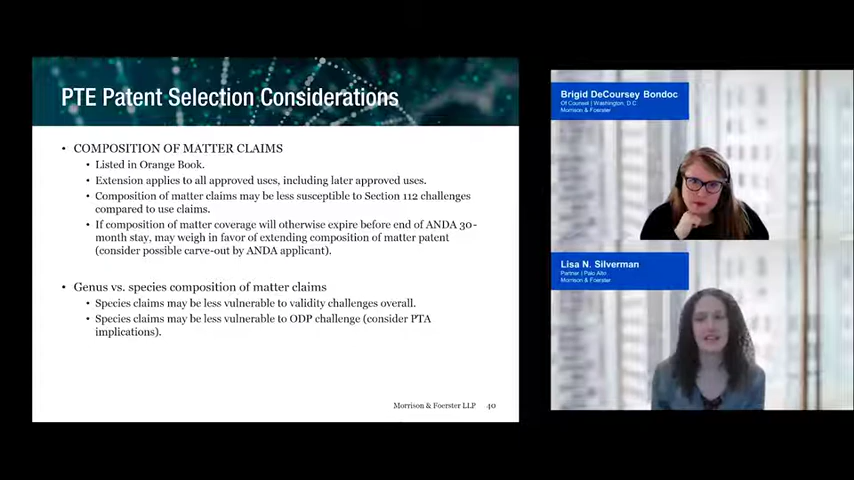 PTE Patent Selection Considerations
• COMPOSITION OF MATTER CLAIMS
• Listed in Orange Book.
• Extension applies to all approved uses, including later approved uses.
• Composition of matter claims may be less susceptible to Section 112 challenges
compared to use claims.
• If composition of matter coverage will otherwise expire before end of ANDA 30-
month stay, may weigh in favor of extending composition of matter patent
(consider possible carve-out by ANDA applicant).
• Genus vs. species composition of matter claims
• Species claims may be less vulnerable to validity challenges overall.
• Species claims may be less vulnerable to ODP challenge (consider PTA
implications).
Morrison & Foerster LLP 40
Brigid DeCoursey Bondoc
Of Counsel | Washington, D.C
Morrison & Foerster
Lisa N. Silverman
Partner | Palo Alto
Morrison & Foerster